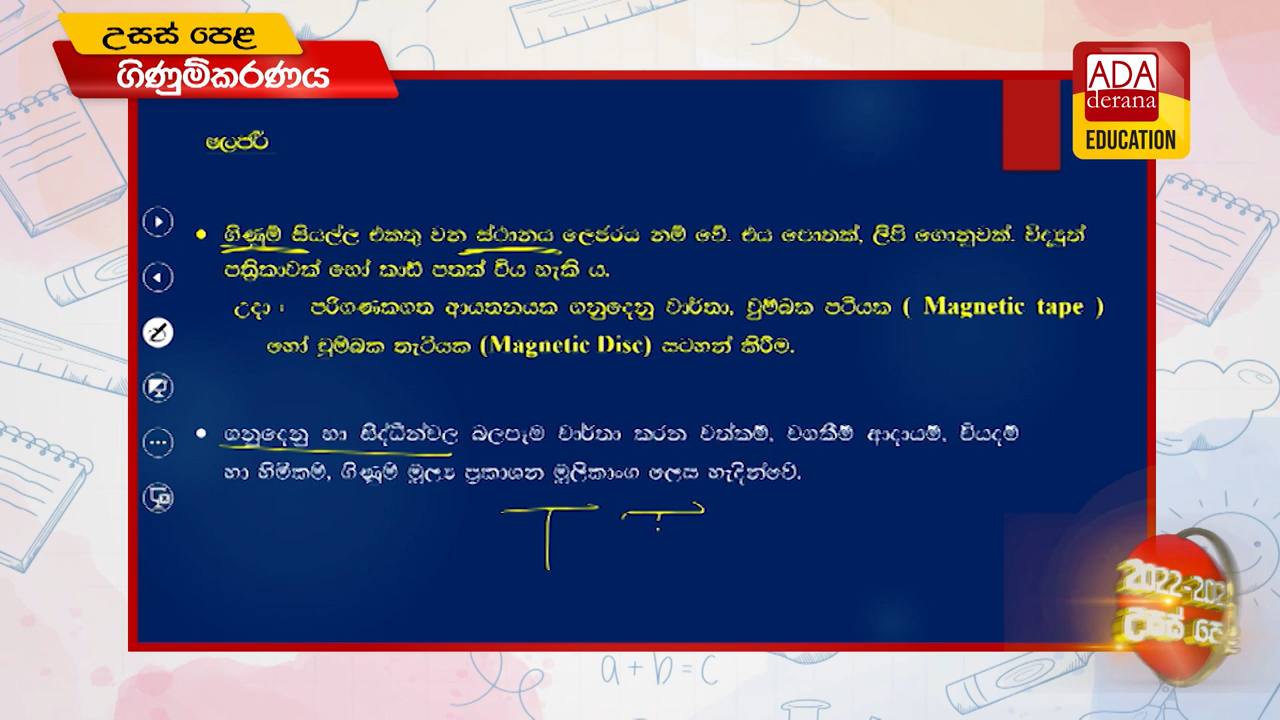 උසස් පෙළ
ගිණුම්කරණය
ADA
derana
EDUCATION
ලෙජර්
• ගිණුම් සියල්ල එකතු වන ස්ථානය ලෙජරය නම් වේ. එය පොතක්, ලිපි ගොනුවක්. විද්‍යුත්
පත්‍රිකාවක් හෝ කාඩ් පතක් විය හැකි ය.
උදා : පරිගණකගත ආයතනයක ගනුදෙනු වාර්තා, චුම්බක පටියක ( Magnetic tape )
හෝ චුම්බක තැටියක (Magnetic Disc) සටහන් කිරීම.
• ගනුදෙනු හා සිද්ධීන්වල බලපෑම වාර්තා කරන වත්කම්, වගකීම් ආදායම්, වියදම්
හා හිමිකම්, ගිණුම් මූල්‍ය ප්‍රකාශන මූලිකාංග ලෙස හැඳින්වේ.
a+b=c